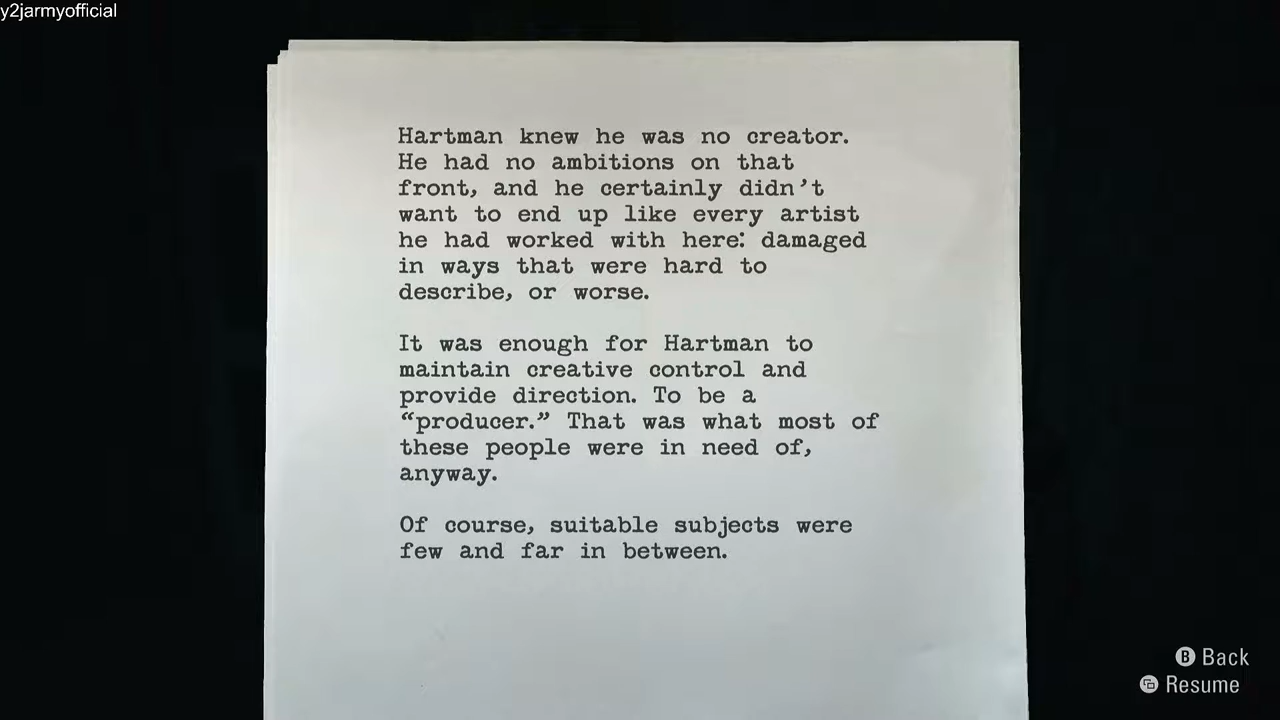 y2jarmyofficial
Hartman knew he was no creator.
He had no ambitions on that
front, and he certainly didn't
want to end up like every artist
he had worked with here: damaged
in ways that were hard to
describe, or worse.
It was enough for Hartman to
maintain creative control and
provide direction. To be a
“producer.” That was what most of
these people were in need of,
anyway.
Of course, suitable subjects were
few and far in between.
B Back
Resume